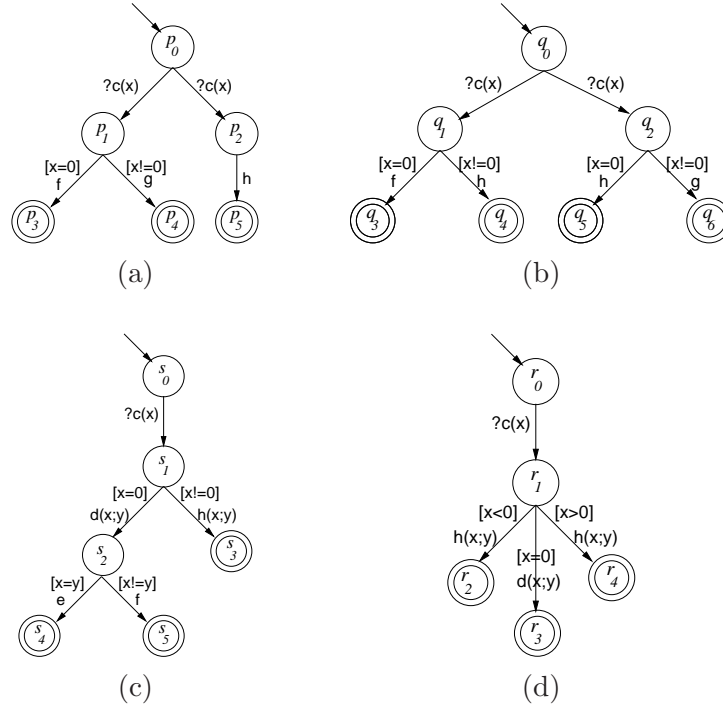 p0
?c(x) ?c(x)
p1 p2
[x=0] [x!=0]
f g h
p3 p4 p5
(a)
q0
?c(x) ?c(x)
q1 q2
[x=0] [x!=0] [x=0] [x!=0]
f h h g
q3 q4 q5 q6
(b)
s0
?c(x)
s1
[x=0] [x!=0]
d(x;y) h(x;y)
s2 s3
[x=y] [x!=y]
e f
s4 s5
(c)
r0
?c(x)
r1
[x<0] [x>0]
h(x;y) h(x;y)
[x=0]
d(x;y)
r2 r4
r3
(d)